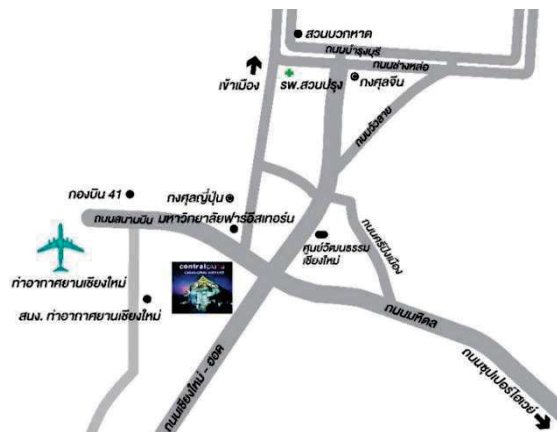 สวนบวกหาด
ถนนบำรุงบุรี
ถนนช่างหล่อ
เข้าเมือง
รพ.สวนปรุง
กงศุลจีน
ถนนวัวลาย
กองบิน 41
กงศุลญี่ปุ่น
ถนนสนามบิน
มหาวิทยาลัยฟาร์อีสเทอร์น
ศูนย์วัฒนธรรม
เชียงใหม่
ถนนศรีปิงเมือง
ท่าอากาศยานเชียงใหม่
สนง. ท่าอากาศยานเชียงใหม่
ถนนมหิดล
ถนนเชียงใหม่ - ฮอด
ถนนซุปเปอร์ไฮเวย์